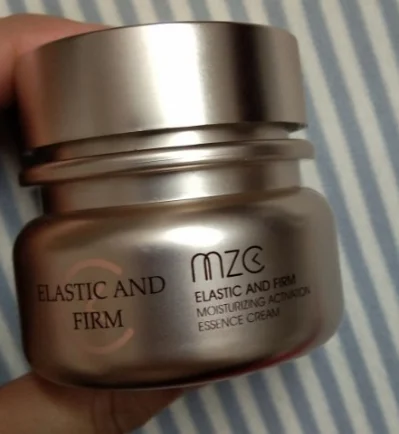 ELASTIC AND
FIRM
mzc
ELASTIC AND FIRM
MOISTURIZING ACTIVATION
ESSENCE CREAM